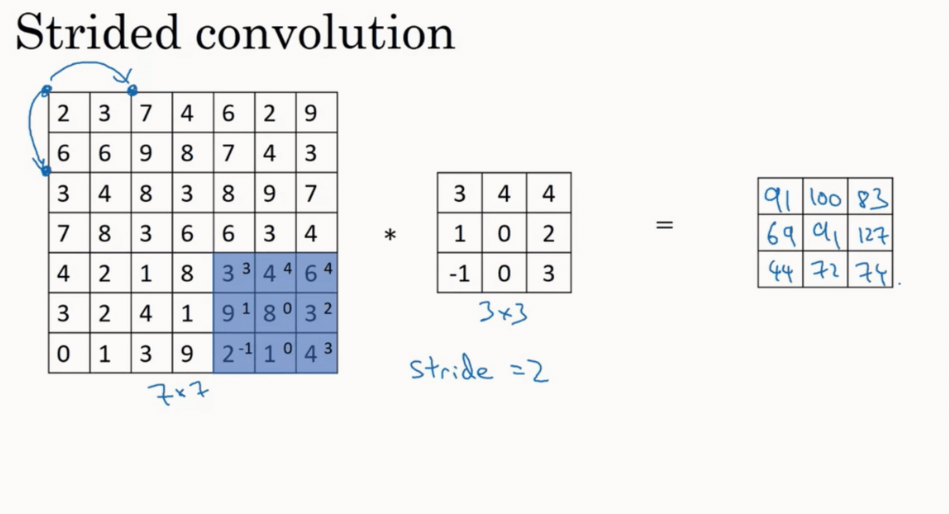 Strided convolution
2 3 7 4 6 2 9
6 6 9 8 7 4 3
3 4 8 3 8 9 7
7 8 3 6 6 3 4
4 2 1 8 3 3 4 4 6 4
3 2 4 1 9 1 8 0 3 2
0 1 3 9 2 -1 1 0 4 3
7×7
*
3 4 4
1 0 2
-1 0 3
3×3
stride = 2
=
91 100 83
69 91 127
44 72 74.